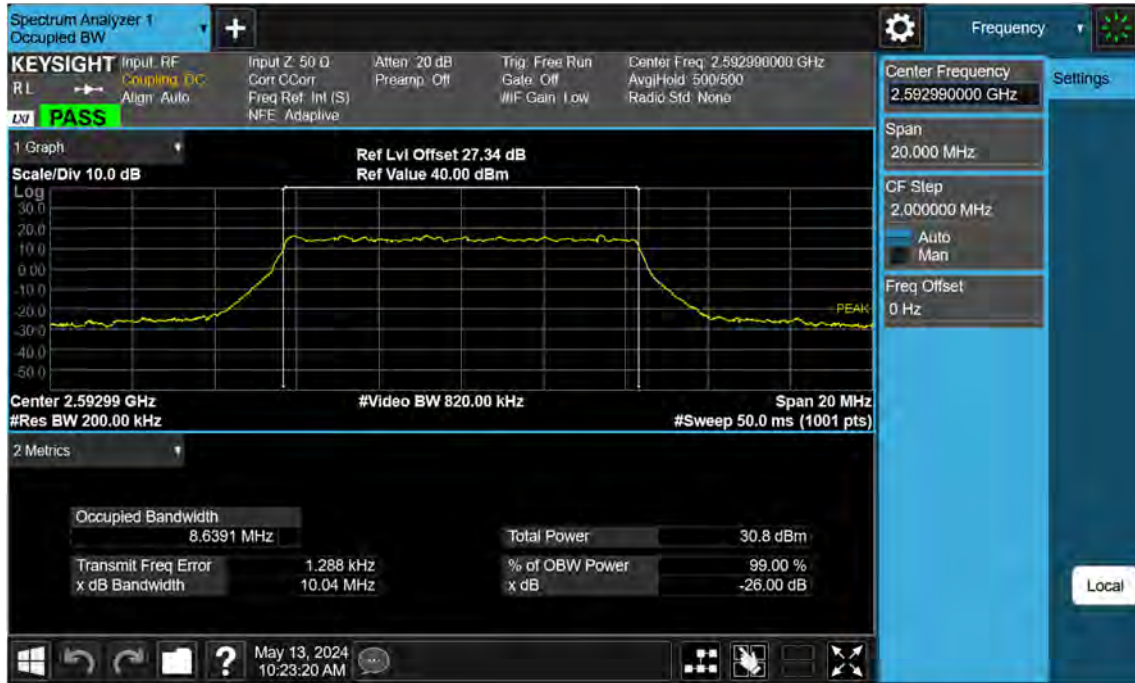 Spectrum Analyzer 1
Occupied BW
+
Frequency
KEYSIGHT
RL
LXI
PASS
Input: RF
Coupling: DC
Align: Auto
Input Z: 50 Ω
Corr CCorr
Freq Ref: Int (S)
NFE: Adaptive
Atten: 20 dB
Preamp: Off
Trig: Free Run
Gate: Off
#IF Gain: Low
Center Freq: 2.592990000 GHz
Avg|Hold: 500/500
Radio Std: None
Center Frequency
2.592990000 GHz
Settings
Span
20.000 MHz
CF Step
2.000000 MHz
Auto
Man
Freq Offset
0 Hz
Local
1 Graph
Scale/Div 10.0 dB
Ref Lvl Offset 27.34 dB
Ref Value 40.00 dBm
Log
30.0
20.0
10.0
0.00
-10.0
-20.0
-30.0
-40.0
-50.0
PEAK
Center 2.59299 GHz
#Video BW 820.00 kHz
Span 20 MHz
#Res BW 200.00 kHz
#Sweep 50.0 ms (1001 pts)
2 Metrics
Occupied Bandwidth
8.6391 MHz
Total Power 30.8 dBm
Transmit Freq Error 1.288 kHz
% of OBW Power 99.00 %
x dB Bandwidth 10.04 MHz
x dB -26.00 dB
?
May 13, 2024
10:23:20 AM